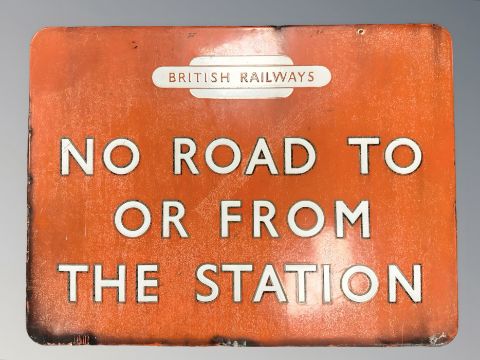 BRITISH RAILWAYS
NO ROAD TO
OR FROM
THE STATION